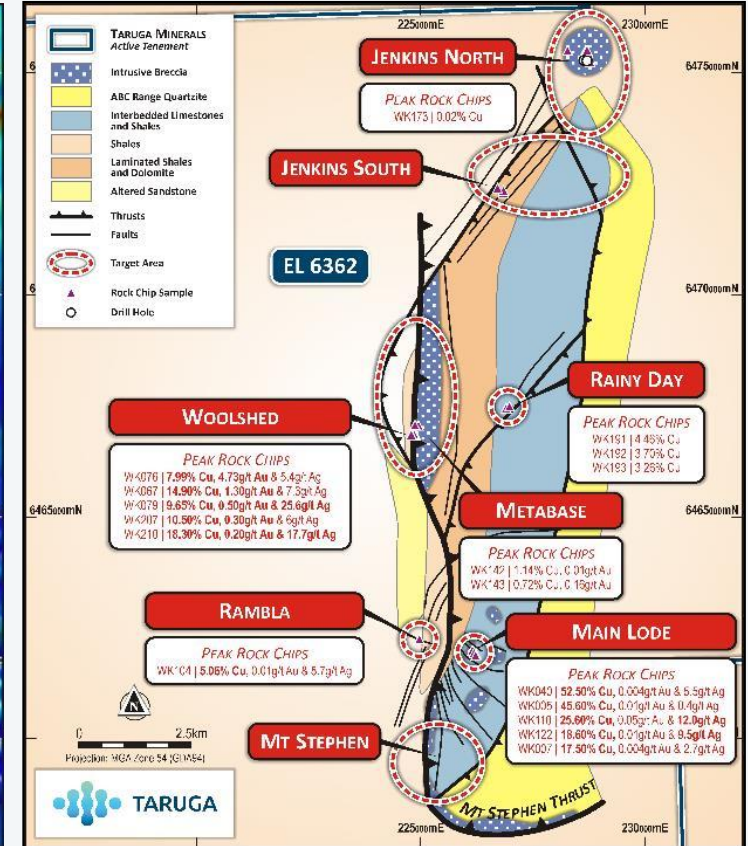 225000mE 230000mE
TARUGA MINERALS
Active Tenement
Intrusive Breccia
ABC Range Quartzite
Interbedded Limestones
and Shales
Shales
Laminated Shales
and Dolomite
Altered Sandstone
Thrusts
Faults
Target Area
Rock Chip Sample
Drill Hole
JENKINS NORTH
PEAK ROCK CHIPS
WK173 | 0.02% Cu
6475000mN
JENKINS SOUTH
EL 6362
6470000mN
RAINY DAY
PEAK ROCK CHIPS
WK191 | 4.46% Cu
WK192 | 3.70% Cu
WK193 | 3.26% Cu
WOOLSHED
PEAK ROCK CHIPS
WK076 | 7.99% Cu, 4.73g/t Au & 5.4g/t Ag
WK067 | 14.90% Cu, 1.30g/t Au & 7.3g/t Ag
WK079 | 9.65% Cu, 0.50g/t Au & 25.6g/t Ag
WK207 | 10.50% Cu, 0.30g/t Au & 6g/t Ag
WK210 | 18.30% Cu, 0.20g/t Au & 17.7g/t Ag
6465000mN 6465000mN
METABASE
PEAK ROCK CHIPS
WK142 | 1.14% Cu, 0.01g/t Au
WK143 | 0.72% Cu, 0.16g/t Au
RAMBLA
PEAK ROCK CHIPS
WK104 | 5.06% Cu, 0.01g/t Au & 5.7g/t Ag
MAIN LODE
PEAK ROCK CHIPS
WK040 | 52.50% Cu, 0.004g/t Au & 5.5g/t Ag
WK005 | 45.60% Cu, 0.01g/t Au & 0.4g/t Ag
WK110 | 25.60% Cu, 0.05g/t Au & 12.0g/t Ag
WK122 | 18.60% Cu, 0.01g/t Au & 9.5g/t Ag
WK007 | 17.50% Cu, 0.004g/t Au & 2.7g/t Ag
MT STEPHEN
N
0 2.5km
Projection: MGA Zone 54 (GDA94)
TARUGA
MT STEPHEN THRUST
225000mE 230000mE